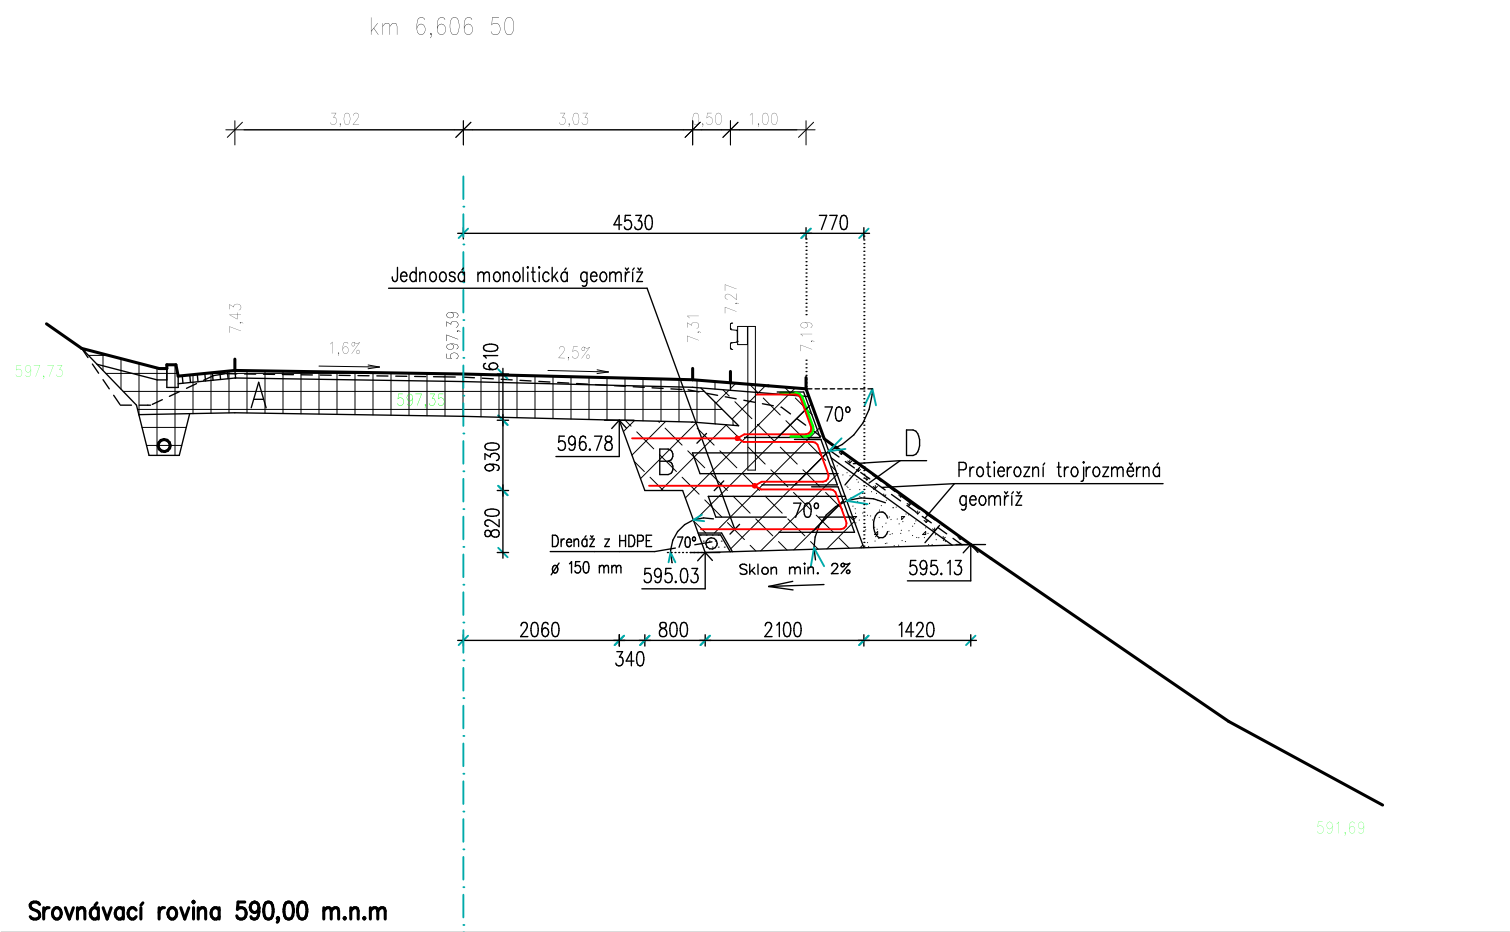 km 6,606 50
3,02
3,03
0,50
1,00
4530
770
Jednoosá monolitická geomříž
7,43
597,39
7,31
7,27
7,19
1,6%
2,5%
610
597,73
A
597,35
70°
596.78
930
B
D
Protierozní trojrozměrná
geomříž
820
70°
C
Drenáž z HDPE
70°
ø 150 mm
595.03
Sklon min. 2%
595.13
2060
800
2100
1420
340
591,69
Srovnávací rovina 590,00 m.n.m